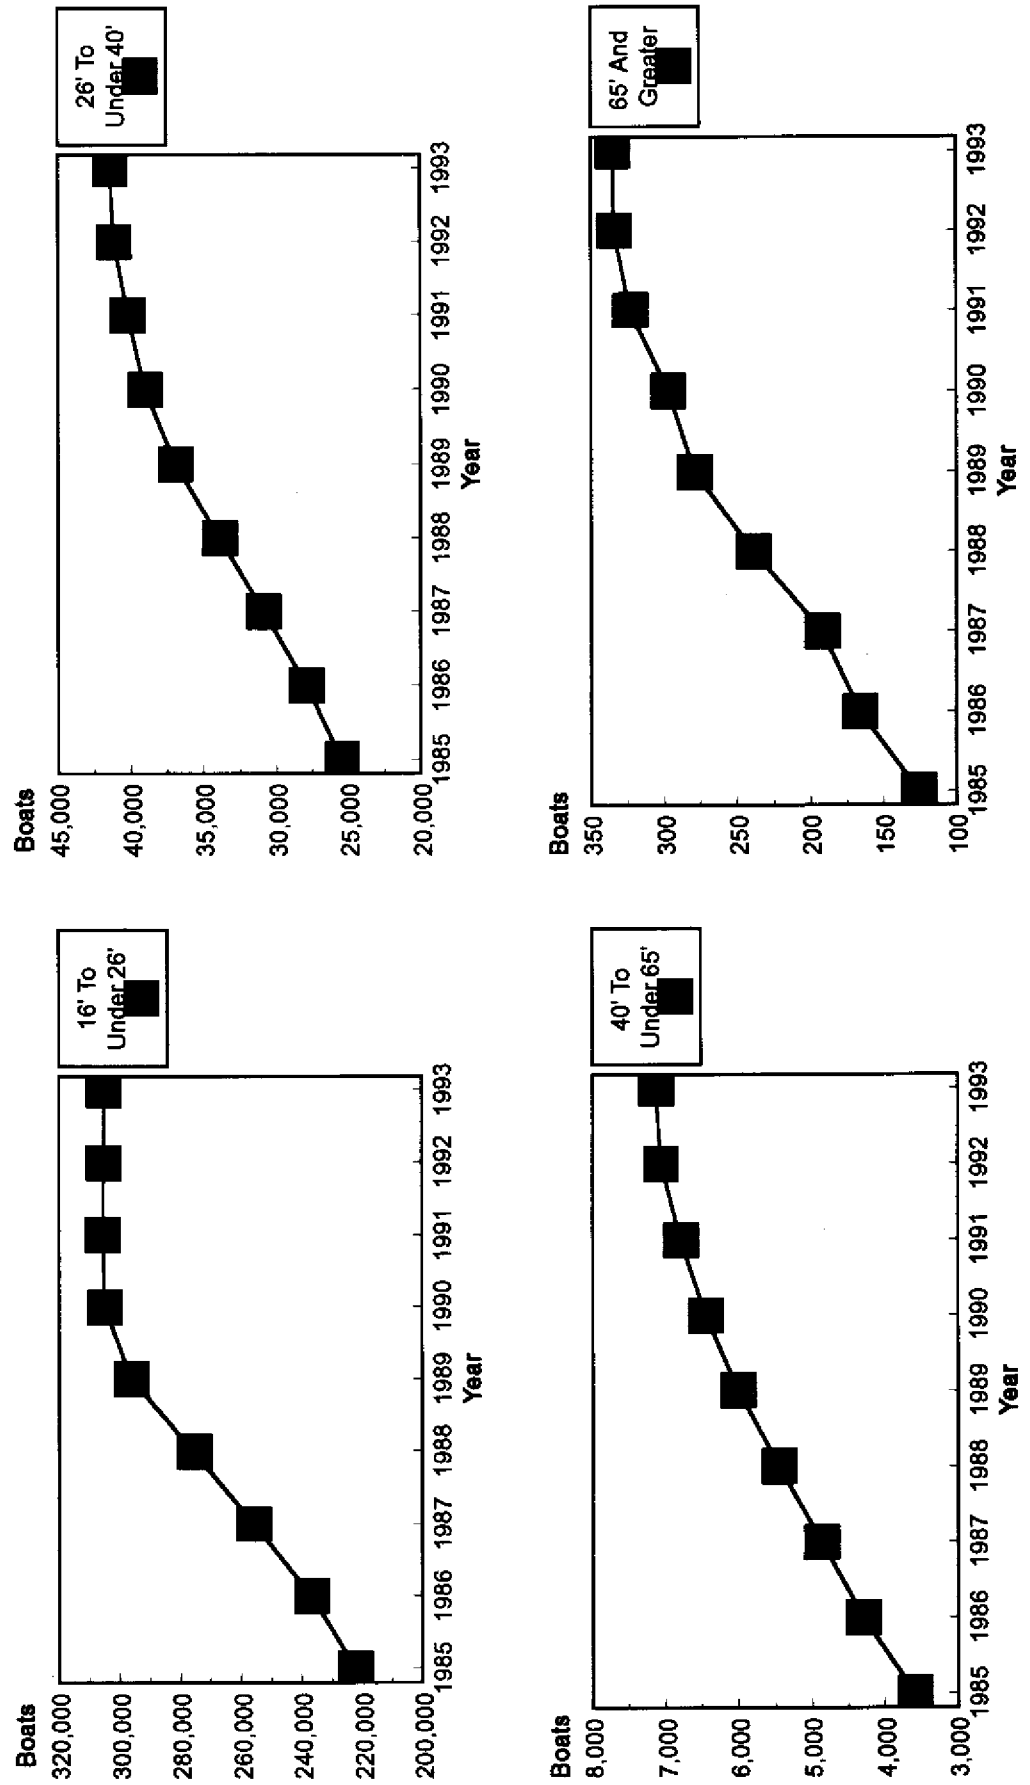 Boats
320,000
300,000
280,000
260,000
240,000
220,000
200,000
1985 1986 1987 1988 1989 1990 1991 1992 1993
Year
16' To
Under 26'
Boats
45,000
40,000
35,000
30,000
25,000
20,000
1985 1986 1987 1988 1989 1990 1991 1992 1993
Year
26' To
Under 40'
Boats
8,000
7,000
6,000
5,000
4,000
3,000
1985 1986 1987 1988 1989 1990 1991 1992 1993
Year
40' To
Under 65'
Boats
350
300
250
200
150
100
1985 1986 1987 1988 1989 1990 1991 1992 1993
Year
65' And
Greater